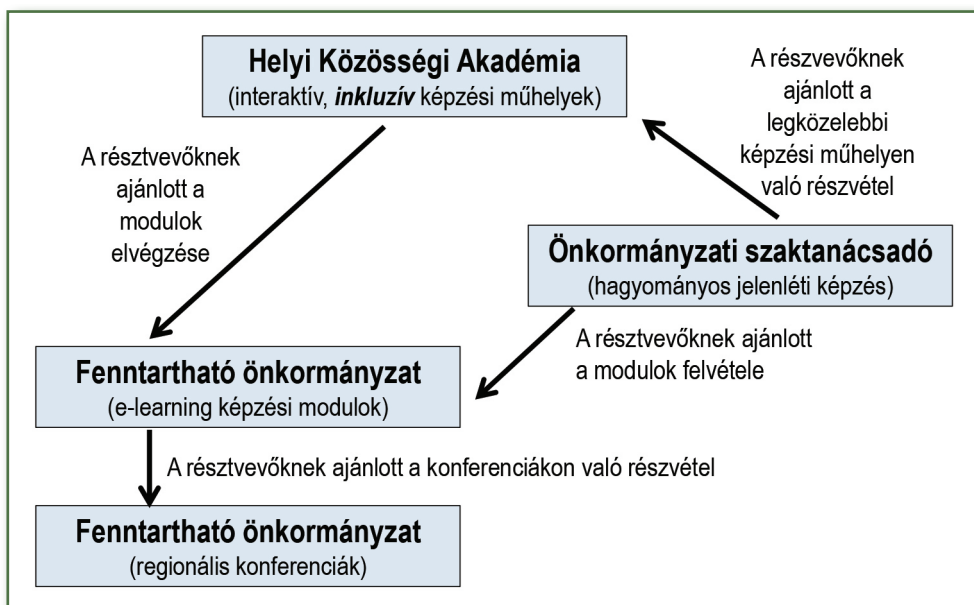 Helyi Közösségi Akadémia
(interaktív, inkluzív képzési műhelyek)
A részvevőknek
ajánlott a
legközelebbi
képzési műhelyen
való részvétel
A résztvevőknek
ajánlott a
modulok
elvégzése
Önkormányzati szaktanácsadó
(hagyományos jelenléti képzés)
A résztvevőknek ajánlott
a modulok felvétele
Fenntartható önkormányzat
(e-learning képzési modulok)
A résztvevőknek ajánlott a konferenciákon való részvétel
Fenntartható önkormányzat
(regionális konferenciák)